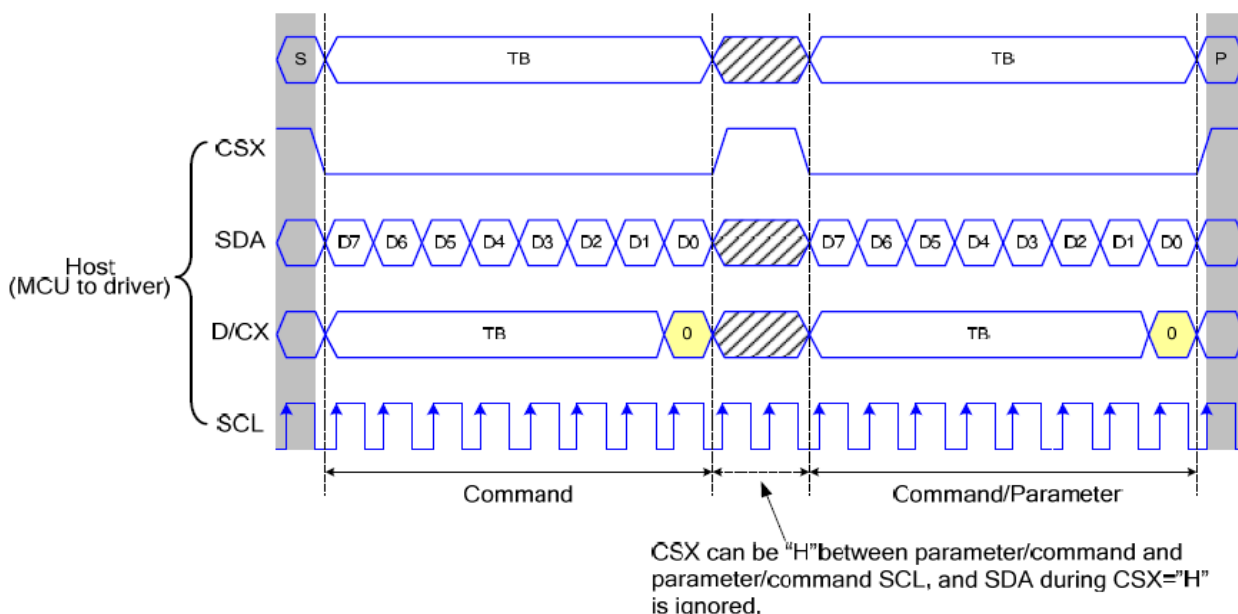 S TB TB P
CSX
SDA D7 D6 D5 D4 D3 D2 D1 D0 D7 D6 D5 D4 D3 D2 D1 D0
Host
(MCU to driver)
D/CX TB 0 TB 0
SCL
Command Command/Parameter
CSX can be “H”between parameter/command and
parameter/command SCL, and SDA during CSX=”H”
is ignored.